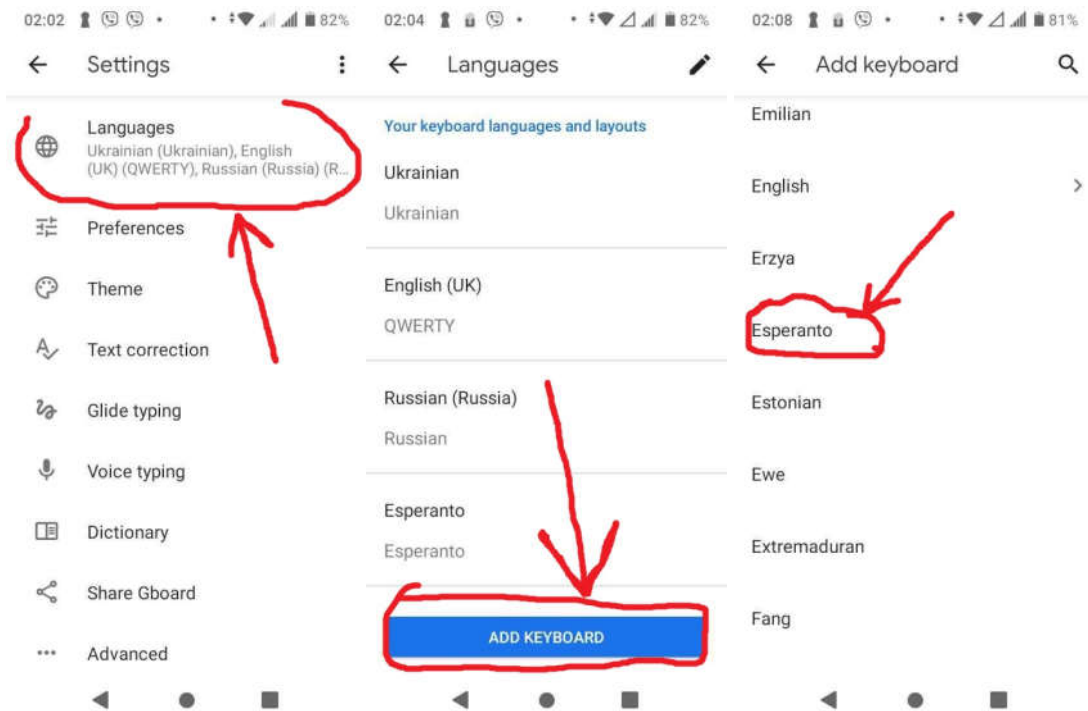 02:02
82%
Settings
Languages
Ukrainian (Ukrainian), English
(UK) (QWERTY), Russian (Russia) (R...
Preferences
Theme
Text correction
Glide typing
Voice typing
Dictionary
Share Gboard
Advanced
02:04
82%
Languages
Your keyboard languages and layouts
Ukrainian
Ukrainian
English (UK)
QWERTY
Russian (Russia)
Russian
Esperanto
Esperanto
ADD KEYBOARD
02:08
81%
Add keyboard
Emilian
English
Erzya
Esperanto
Estonian
Ewe
Extremaduran
Fang